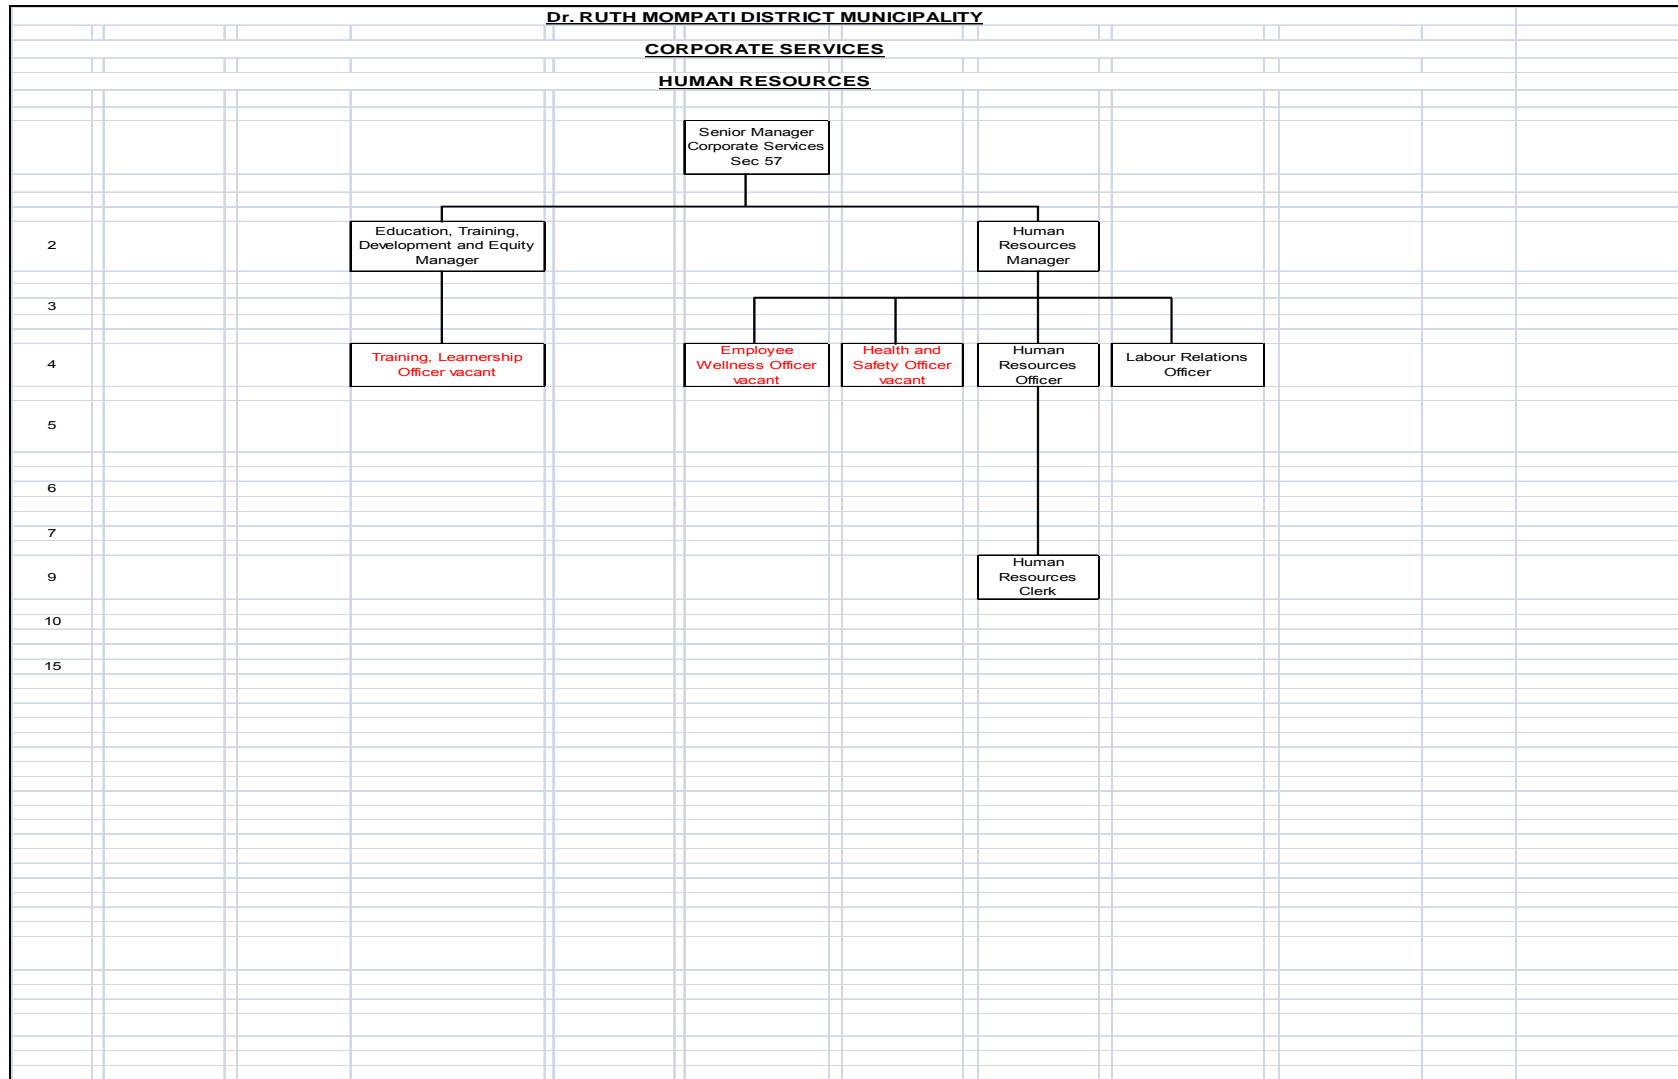 Dr. RUTH MOMPATI DISTRICT MUNICIPALITY
CORPORATE SERVICES
HUMAN RESOURCES
Senior Manager
Corporate Services
Sec 57
2
Education, Training,
Development and Equity
Manager
Human
Resources
Manager
3
4
Training, Learnership
Officer vacant
Employee
Wellness Officer
vacant
Health and
Safety Officer
vacant
Human
Resources
Officer
Labour Relations
Officer
5
6
7
9
Human
Resources
Clerk
10
15